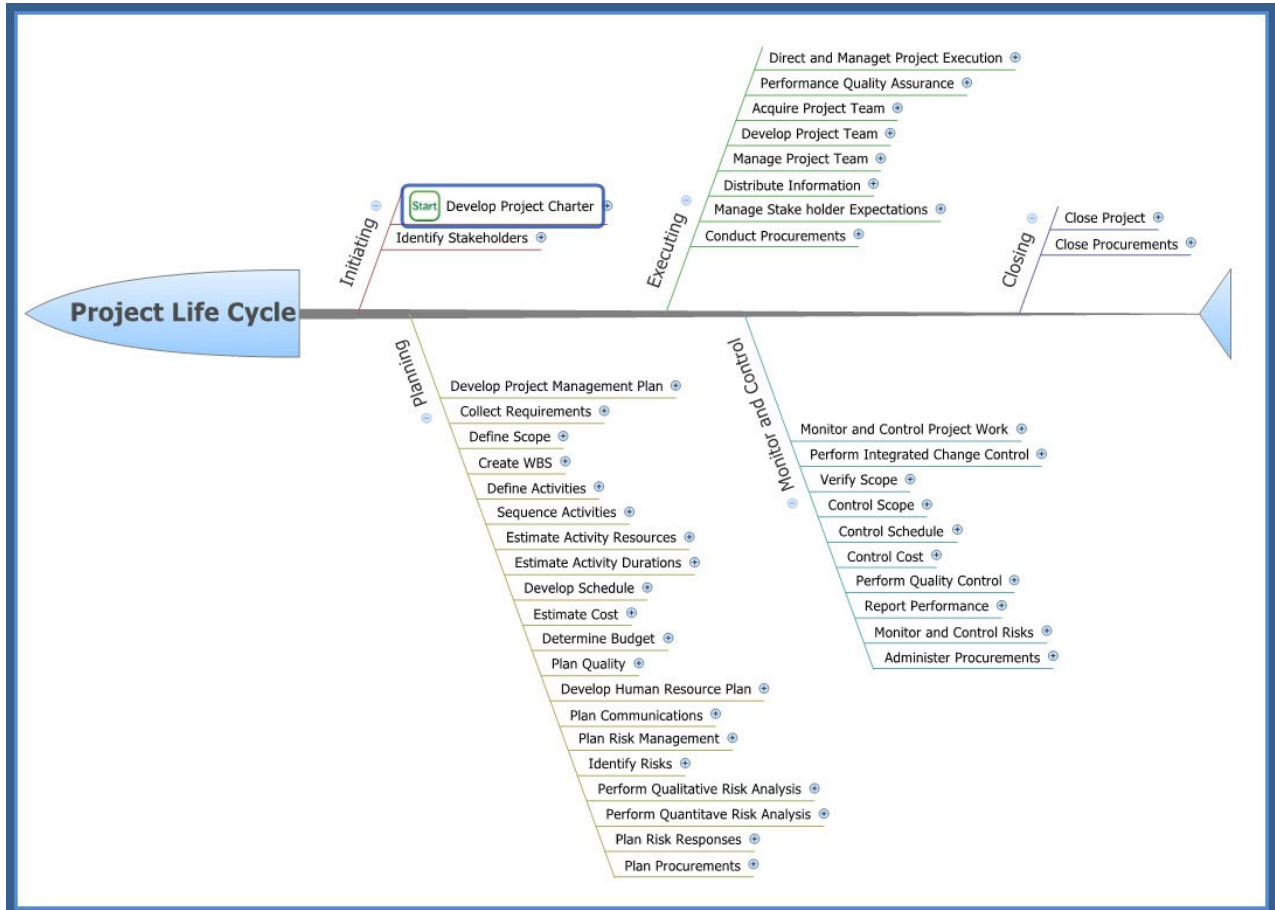 Project Life Cycle
Initiating
Start Develop Project Charter
Identify Stakeholders
Planning
Develop Project Management Plan
Collect Requirements
Define Scope
Create WBS
Define Activities
Sequence Activities
Estimate Activity Resources
Estimate Activity Durations
Develop Schedule
Estimate Cost
Determine Budget
Plan Quality
Develop Human Resource Plan
Plan Communications
Plan Risk Management
Identify Risks
Perform Qualitative Risk Analysis
Perform Quantitave Risk Analysis
Plan Risk Responses
Plan Procurements
Executing
Direct and Managet Project Execution
Performance Quality Assurance
Acquire Project Team
Develop Project Team
Manage Project Team
Distribute Information
Manage Stake holder Expectations
Conduct Procurements
Monitor and Control
Monitor and Control Project Work
Perform Integrated Change Control
Verify Scope
Control Scope
Control Schedule
Control Cost
Perform Quality Control
Report Performance
Monitor and Control Risks
Administer Procurements
Closing
Close Project
Close Procurements